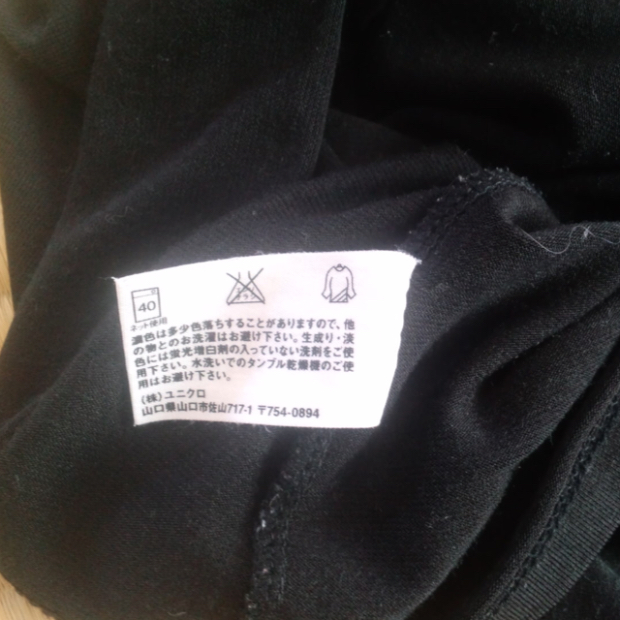 40
ネット使用
濃色は多少色落ちすることがありますので、他
の物とのお洗濯はお避け下さい。生成り・淡
色には蛍光増白剤の入っていない洗剤をご使
用下さい。水洗いでのタンブル乾燥機のご使
用はお避け下さい。
(株)ユニクロ
山口県山口市佐山717-1 〒754-0894